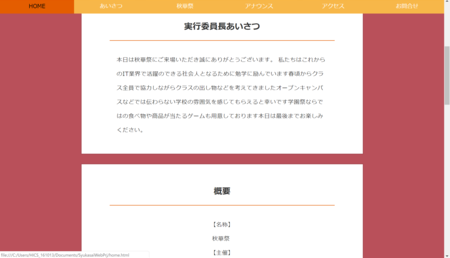 HOME あいさつ 秋華祭 アナウンス アクセス お問合せ
実行委員長あいさつ
本日は秋華祭にご来場いただき誠にありがとうございます。 私たちはこれから
のIT業界で活躍のできる社会人となるために勉学に励んでいます春頃からクラ
ス全員で協力しながらクラスの出し物などを考えてきましたオープンキャンパ
スなどでは伝わらない学校の雰囲気を感じてもらえると幸いです学園祭ならで
はの食べ物や商品が当たるゲームも用意しております本日は最後までお楽しみ
ください。
概要
【名称】
秋華祭
【主催】